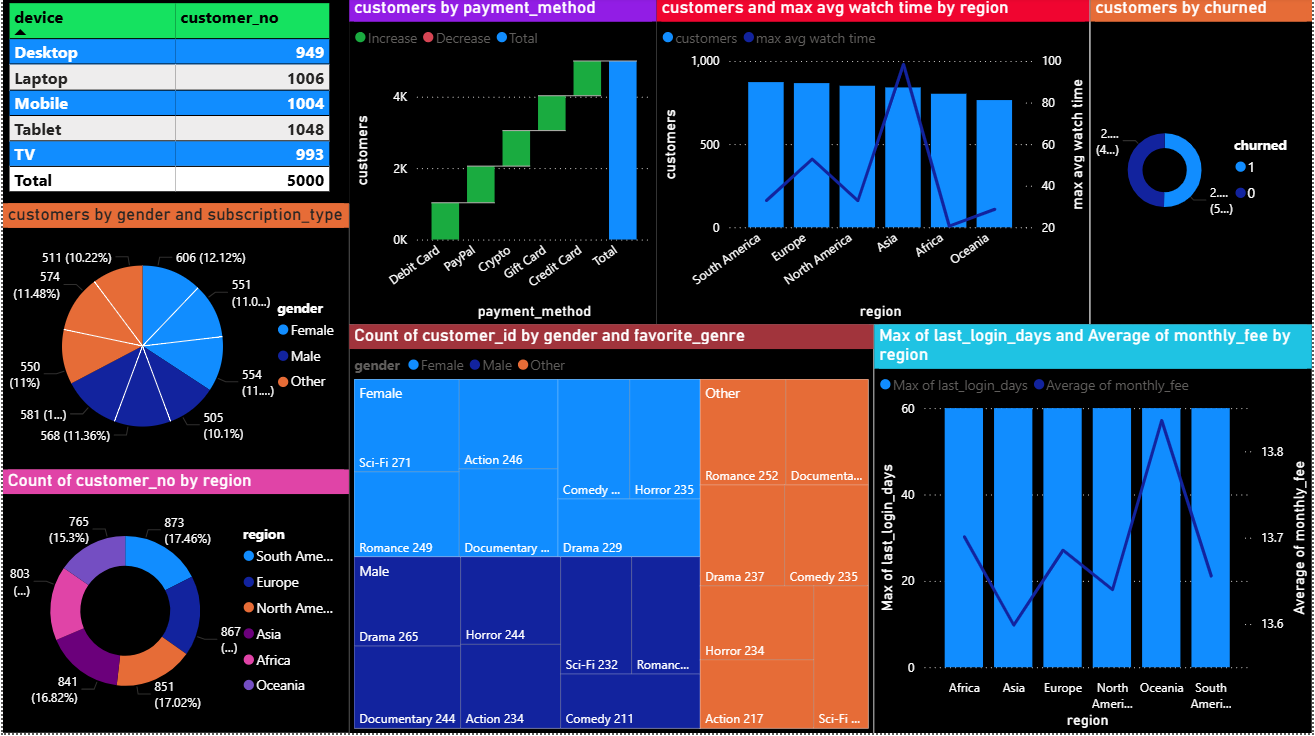 device customer_no
Desktop 949
Laptop 1006
Mobile 1004
Tablet 1048
TV 993
Total 5000
customers by gender and subscription_type
511 (10.22%)
606 (12.12%)
574
(11.48%)
551
(11.0...)
550
(11%)
554
(11....)
581 (1...)
505
(10.1%)
568 (11.36%)
gender
Female
Male
Other
Count of customer_no by region
765
(15.3%)
873
(17.46%)
803
(...)
867
(...)
841
(16.82%)
851
(17.02%)
region
South Ame...
Europe
North Ame...
Asia
Africa
Oceania
customers by payment_method
Increase Decrease Total
customers
4K
2K
0K
Debit Card
PayPal
Crypto
Gift Card
Credit Card
Total
payment_method
customers and max avg watch time by region
customers max avg watch time
customers
1,000
500
0
100
80
60
40
20
max avg watch time
South America
Europe
North America
Asia
Africa
Oceania
region
customers by churned
2....
(4...)
2....
(5...)
churned
1
0
Count of customer_id by gender and favorite_genre
gender Female Male Other
Female
Sci-Fi 271
Action 246
Comedy ...
Horror 235
Romance 249
Documentary ...
Drama 229
Male
Drama 265
Horror 244
Sci-Fi 232
Romanc...
Documentary 244
Action 234
Comedy 211
Other
Romance 252
Documenta...
Drama 237
Comedy 235
Horror 234
Action 217
Sci-Fi ...
Max of last_login_days and Average of monthly_fee by
region
Max of last_login_days Average of monthly_fee
Max of last_login_days
60
40
20
0
13.8
13.7
13.6
Average of monthly_fee
Africa
Asia
Europe
North
Ameri...
Oceania
South
Ameri...
region